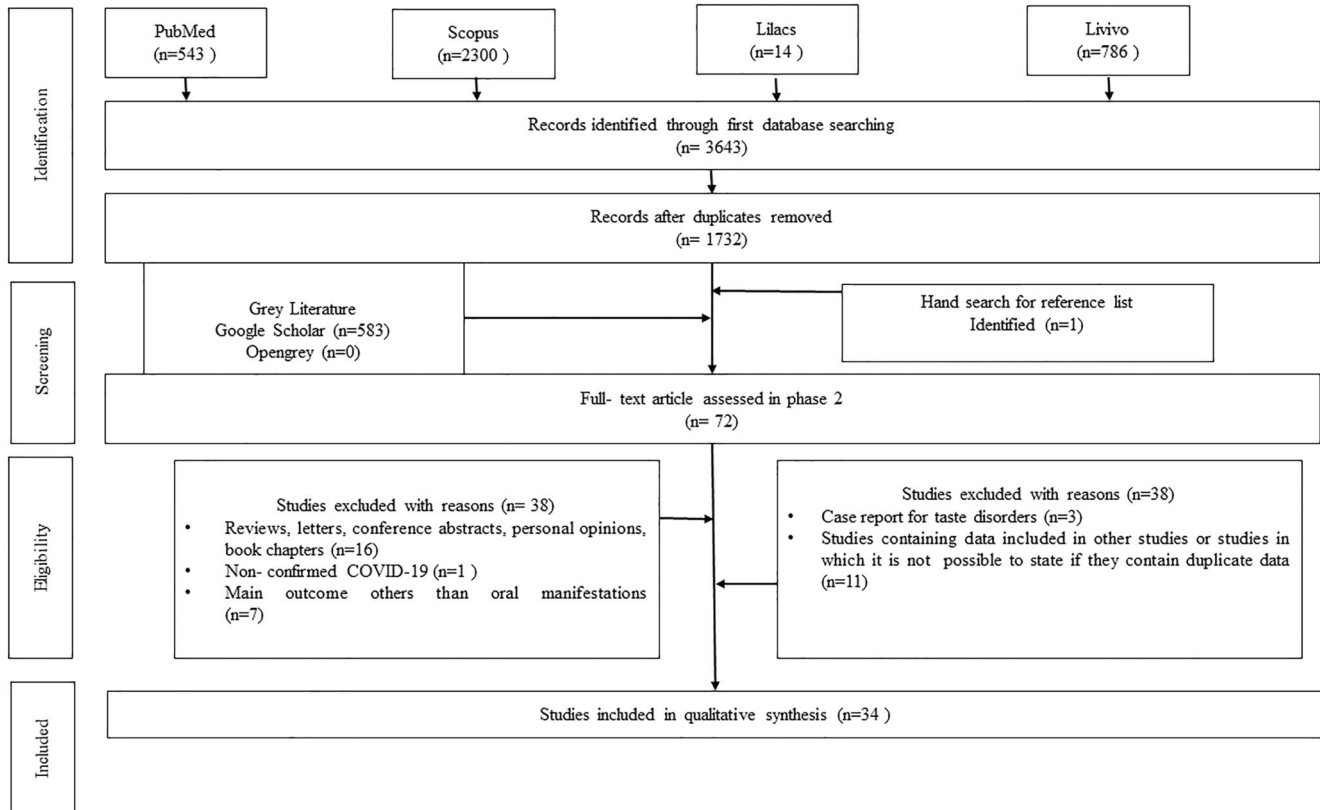 PubMed
(n=543 )
Scopus
(n=2300 )
Lilacs
(n=14 )
Livivo
(n=786 )
Identification
Records identified through first database searching
(n= 3643)
Records after duplicates removed
(n= 1732)
Screening
Grey Literature
Google Scholar (n=583)
Opengrey (n=0)
Hand search for reference list
Identified (n=1)
Full- text article assessed in phase 2
(n= 72)
Eligibility
Studies excluded with reasons (n= 38)
• Reviews, letters, conference abstracts, personal opinions,
book chapters (n=16)
• Non- confirmed COVID-19 (n=1 )
• Main outcome others than oral manifestations
(n=7)
Studies excluded with reasons (n=38)
• Case report for taste disorders (n=3)
• Studies containing data included in other studies or studies in
which it is not possible to state if they contain duplicate data
(n=11)
Included
Studies included in qualitative synthesis (n=34 )